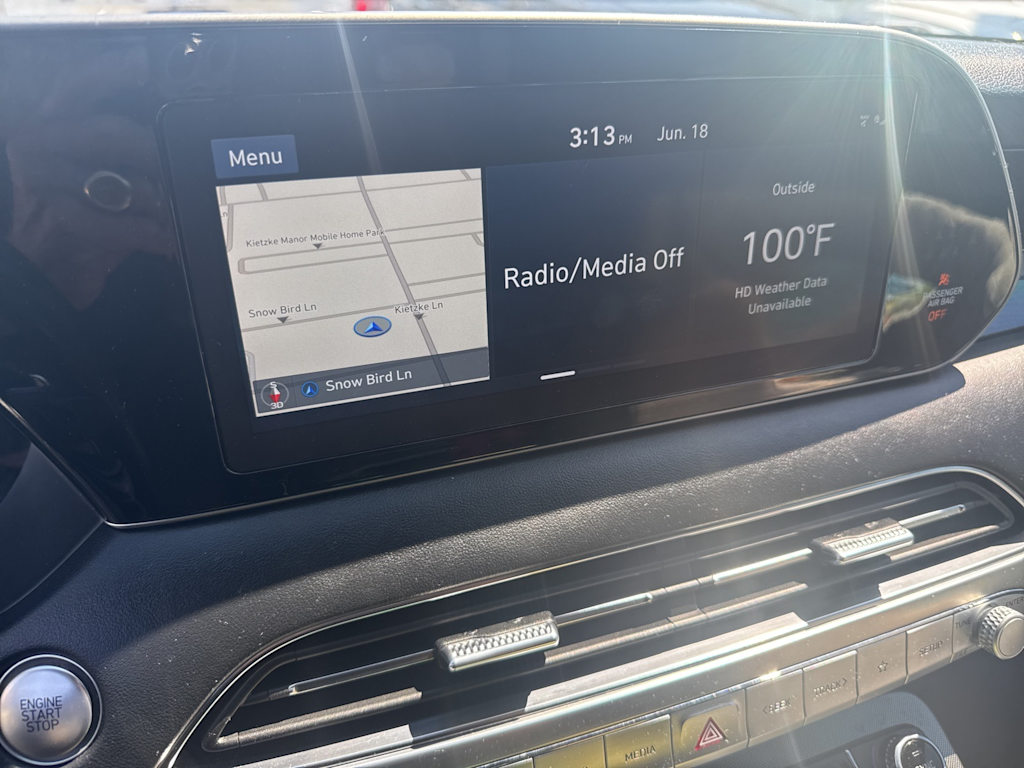 3:13 PM Jun. 18
Menu
Kietzke Manor Mobile Home Park
Snow Bird Ln
Kietzke Ln
Snow Bird Ln
S
3D
Radio/Media Off
Outside
100°F
HD Weather Data
Unavailable
PASSENGER
AIR BAG
OFF
ENGINE
START
STOP
MEDIA
SEEK
TRACK
SETUP
TUNE
ENTER